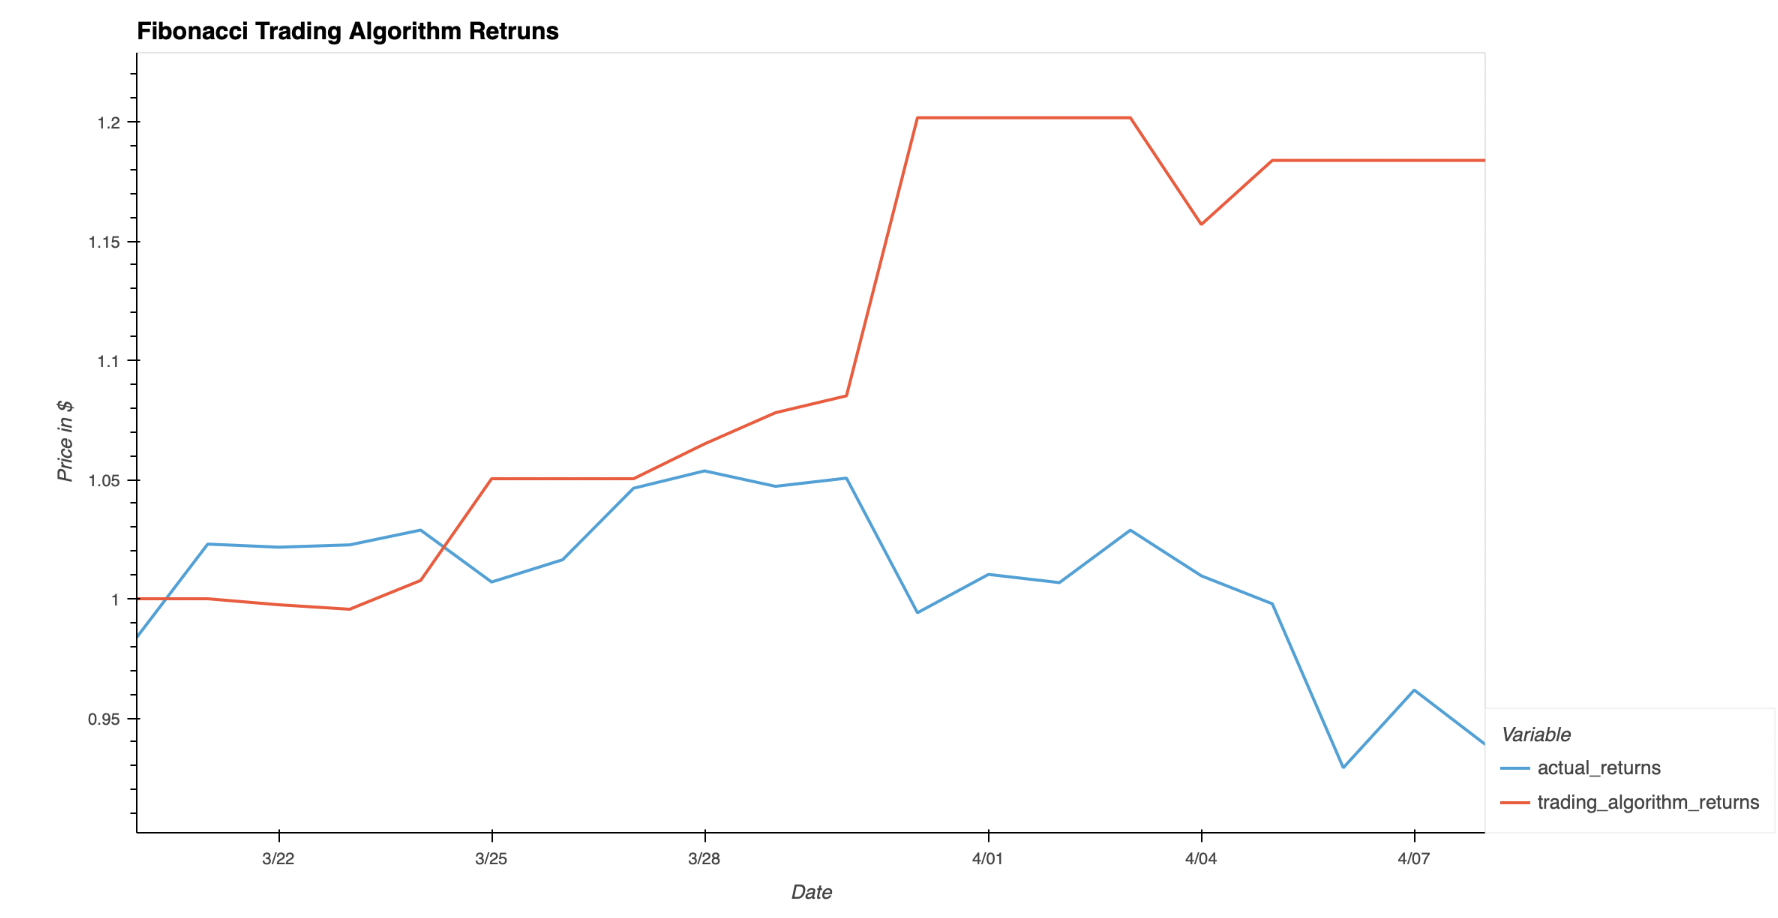 Fibonacci Trading Algorithm Retruns
1.2
1.15
1.1
1.05
1
0.95
Price in $
3/22
3/25
3/28
4/01
4/04
4/07
Date
Variable
actual_returns
trading_algorithm_returns